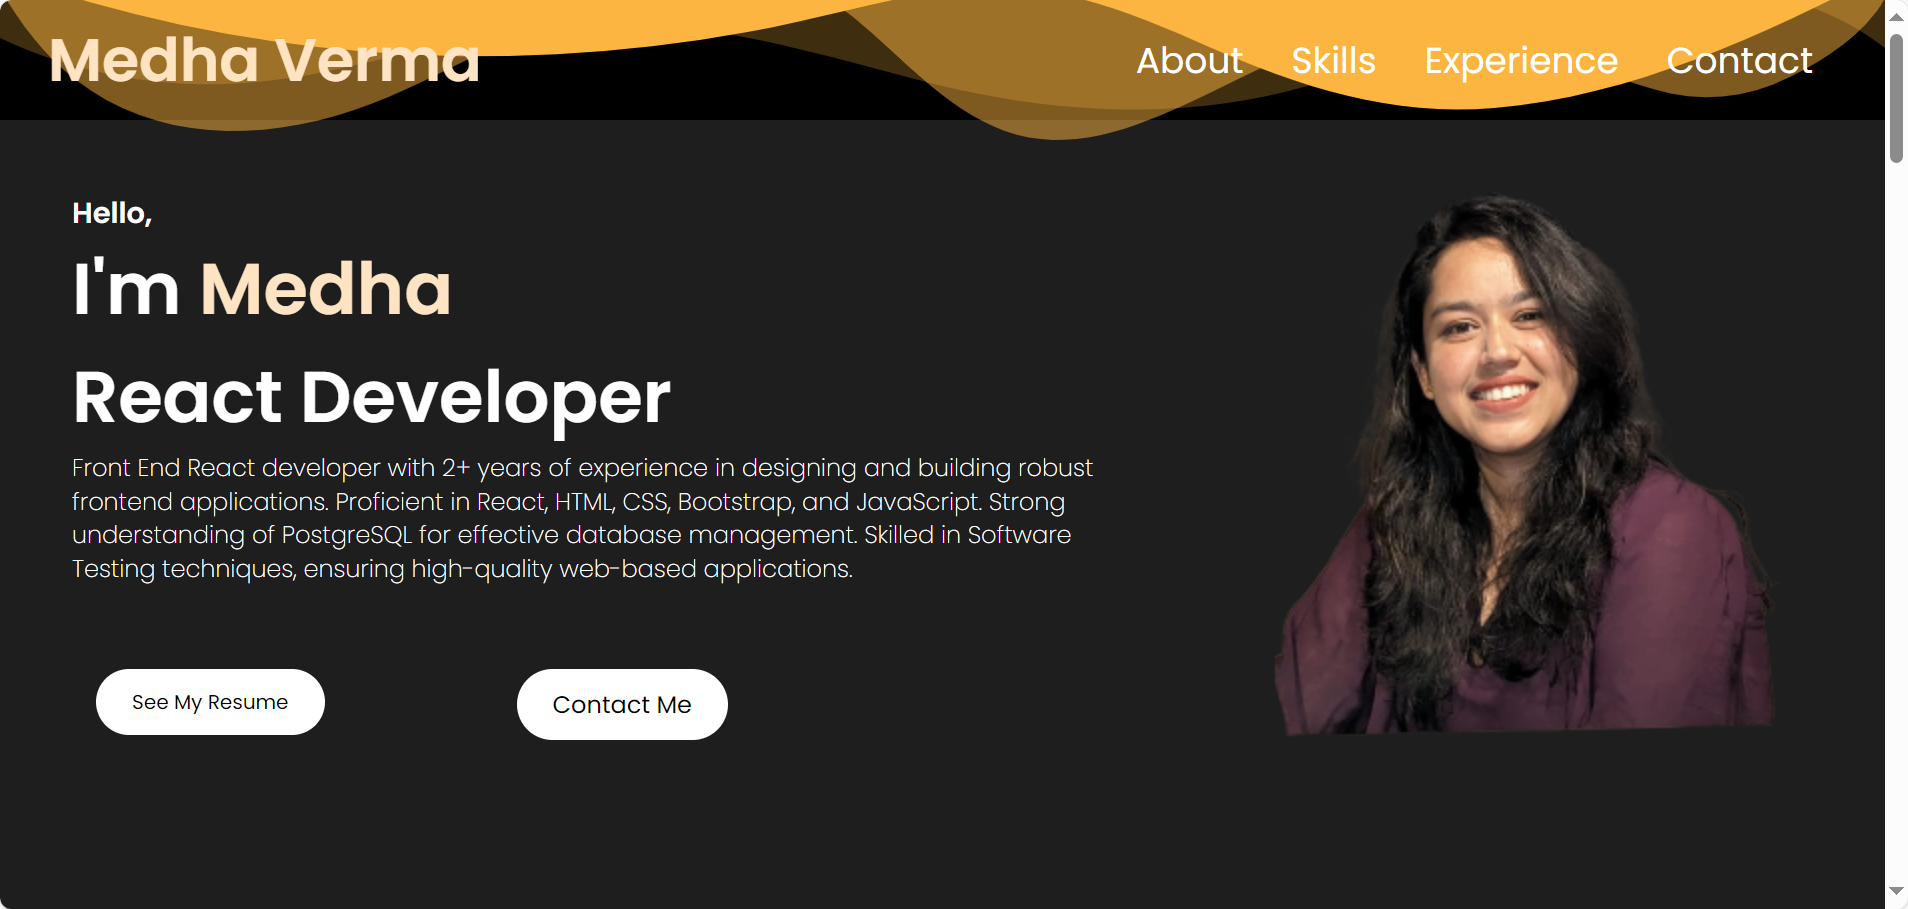 Medha Verma
About Skills Experience Contact
Hello,
I'm Medha
React Developer
Front End React developer with 2+ years of experience in designing and building robust
frontend applications. Proficient in React, HTML, CSS, Bootstrap, and JavaScript. Strong
understanding of PostgreSQL for effective database management. Skilled in Software
Testing techniques, ensuring high-quality web-based applications.
See My Resume
Contact Me